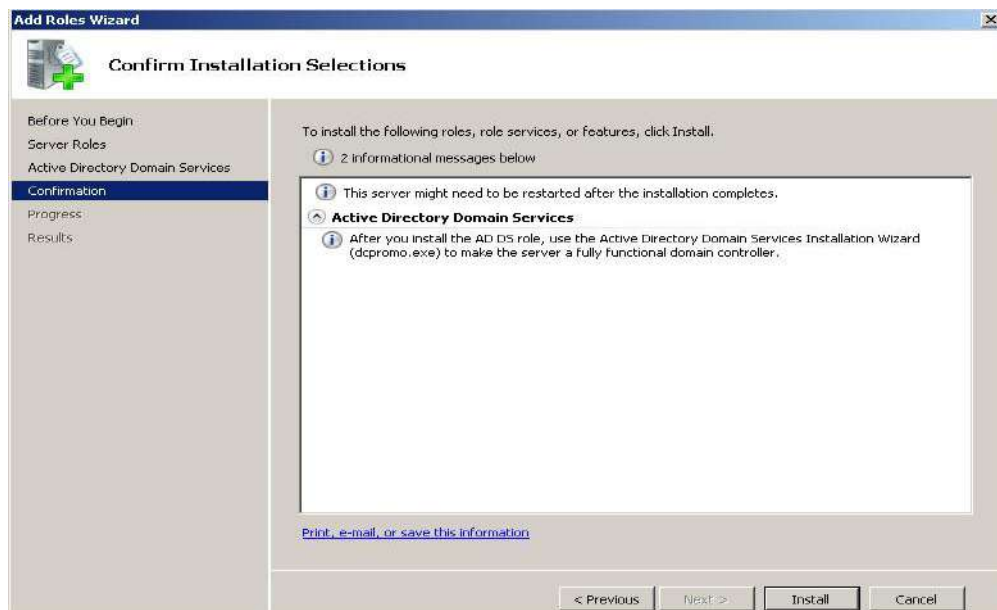 Add Roles Wizard
Confirm Installation Selections
Before You Begin
Server Roles
Active Directory Domain Services
Confirmation
Progress
Results
To install the following roles, role services, or features, click Install.
2 informational messages below
This server might need to be restarted after the installation completes.
Active Directory Domain Services
After you install the AD DS role, use the Active Directory Domain Services Installation Wizard
(dcpromo.exe) to make the server a fully functional domain controller.
Print, e-mail, or save this information
< Previous Next > Install Cancel